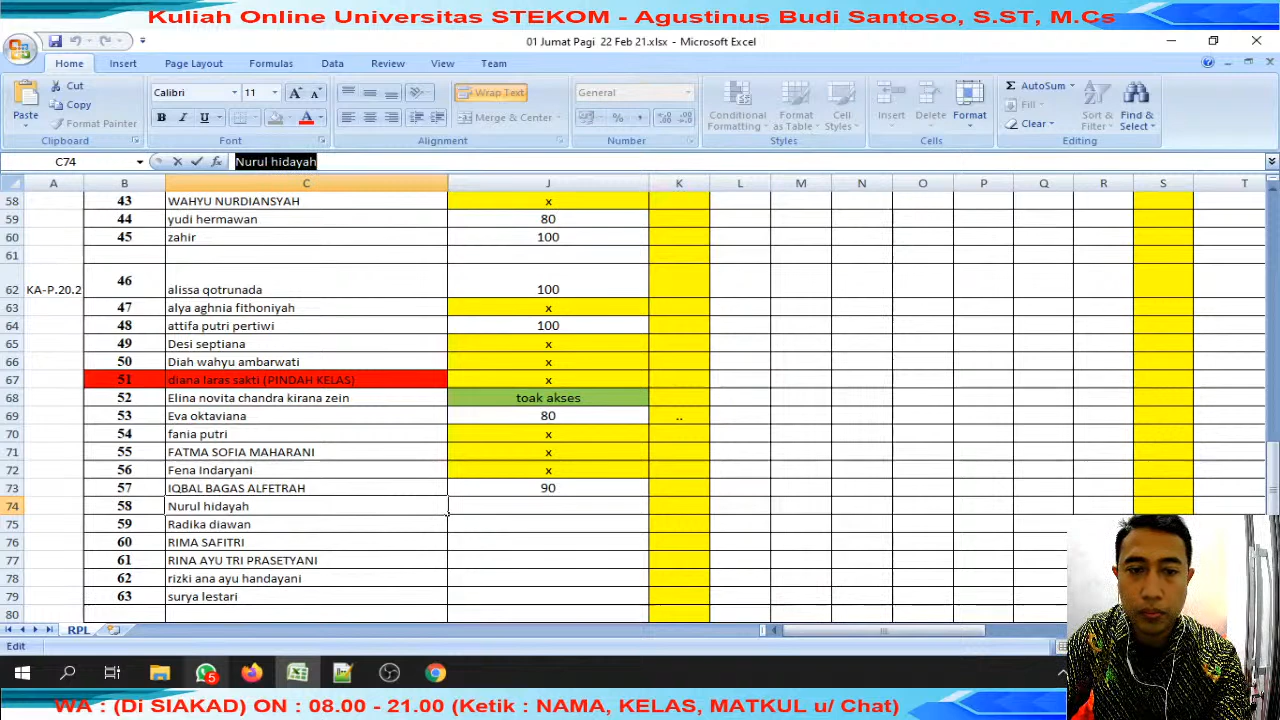 Kuliah Online Universitas STEKOM - Agustinus Budi Santoso, S.ST, M.Cs
01 Jumat Pagi 22 Feb 21.xlsx - Microsoft Excel
Home Insert Page Layout Formulas Data Review View Team
Paste Cut Copy Format Painter
Calibri 11 Wrap Text Merge & Center General
Conditional Formatting Format as Table Cell Styles Insert Delete Format
AutoSum Fill Clear Sort & Filter Find & Select
Clipboard Font Alignment Number Styles Cells Editing
C74 Nurul hidayah
A B C J K L M N O P Q R S T
58 43 WAHYU NURDIANSYAH x
59 44 yudi hermawan 80
60 45 zahir 100
61
62 KA-P.20.2 46 alissa qotrunada 100
63 47 alya aghnia fithoniyah x
64 48 attifa putri pertiwi 100
65 49 Desi septiana x
66 50 Diah wahyu ambarwati x
67 51 diana laras sakti (PINDAH KELAS) x
68 52 Elina novita chandra kirana zein toak akses
69 53 Eva oktaviana 80 ..
70 54 fania putri x
71 55 FATMA SOFIA MAHARANI x
72 56 Fena Indaryani x
73 57 IQBAL BAGAS ALFETRAH 90
74 58 Nurul hidayah
75 59 Radika diawan
76 60 RIMA SAFITRI
77 61 RINA AYU TRI PRASETYANI
78 62 rizki ana ayu handayani
79 63 surya lestari
80
RPL
Edit
5
WA : (Di SIAKAD) ON : 08.00 - 21.00 (Ketik : NAMA, KELAS, MATKUL u/ Chat)